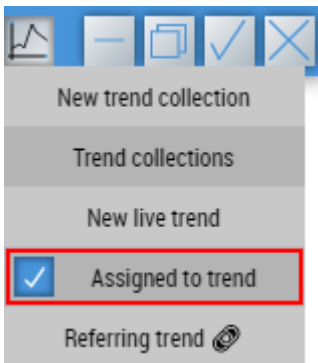 New trend collection
Trend collections
New live trend
Assigned to trend
Referring trend